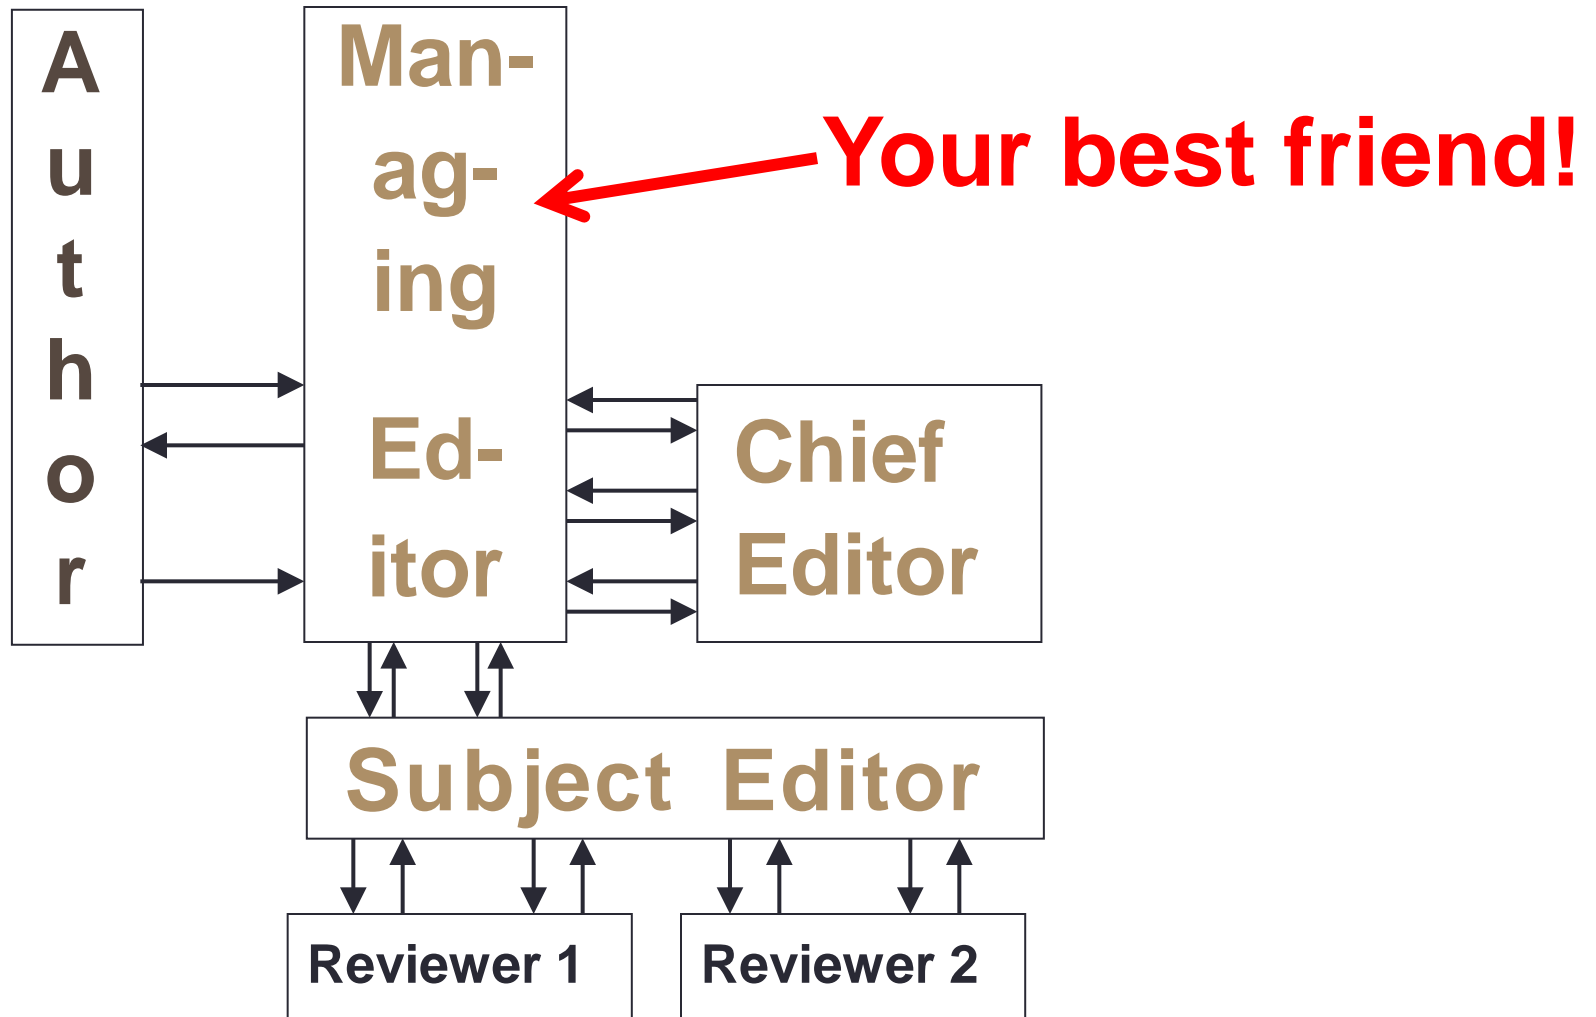 A
u
t
h
o
r
Man-
ag-
ing
Ed-
itor
Your best friend!
Chief
Editor
Subject Editor
Reviewer 1
Reviewer 2